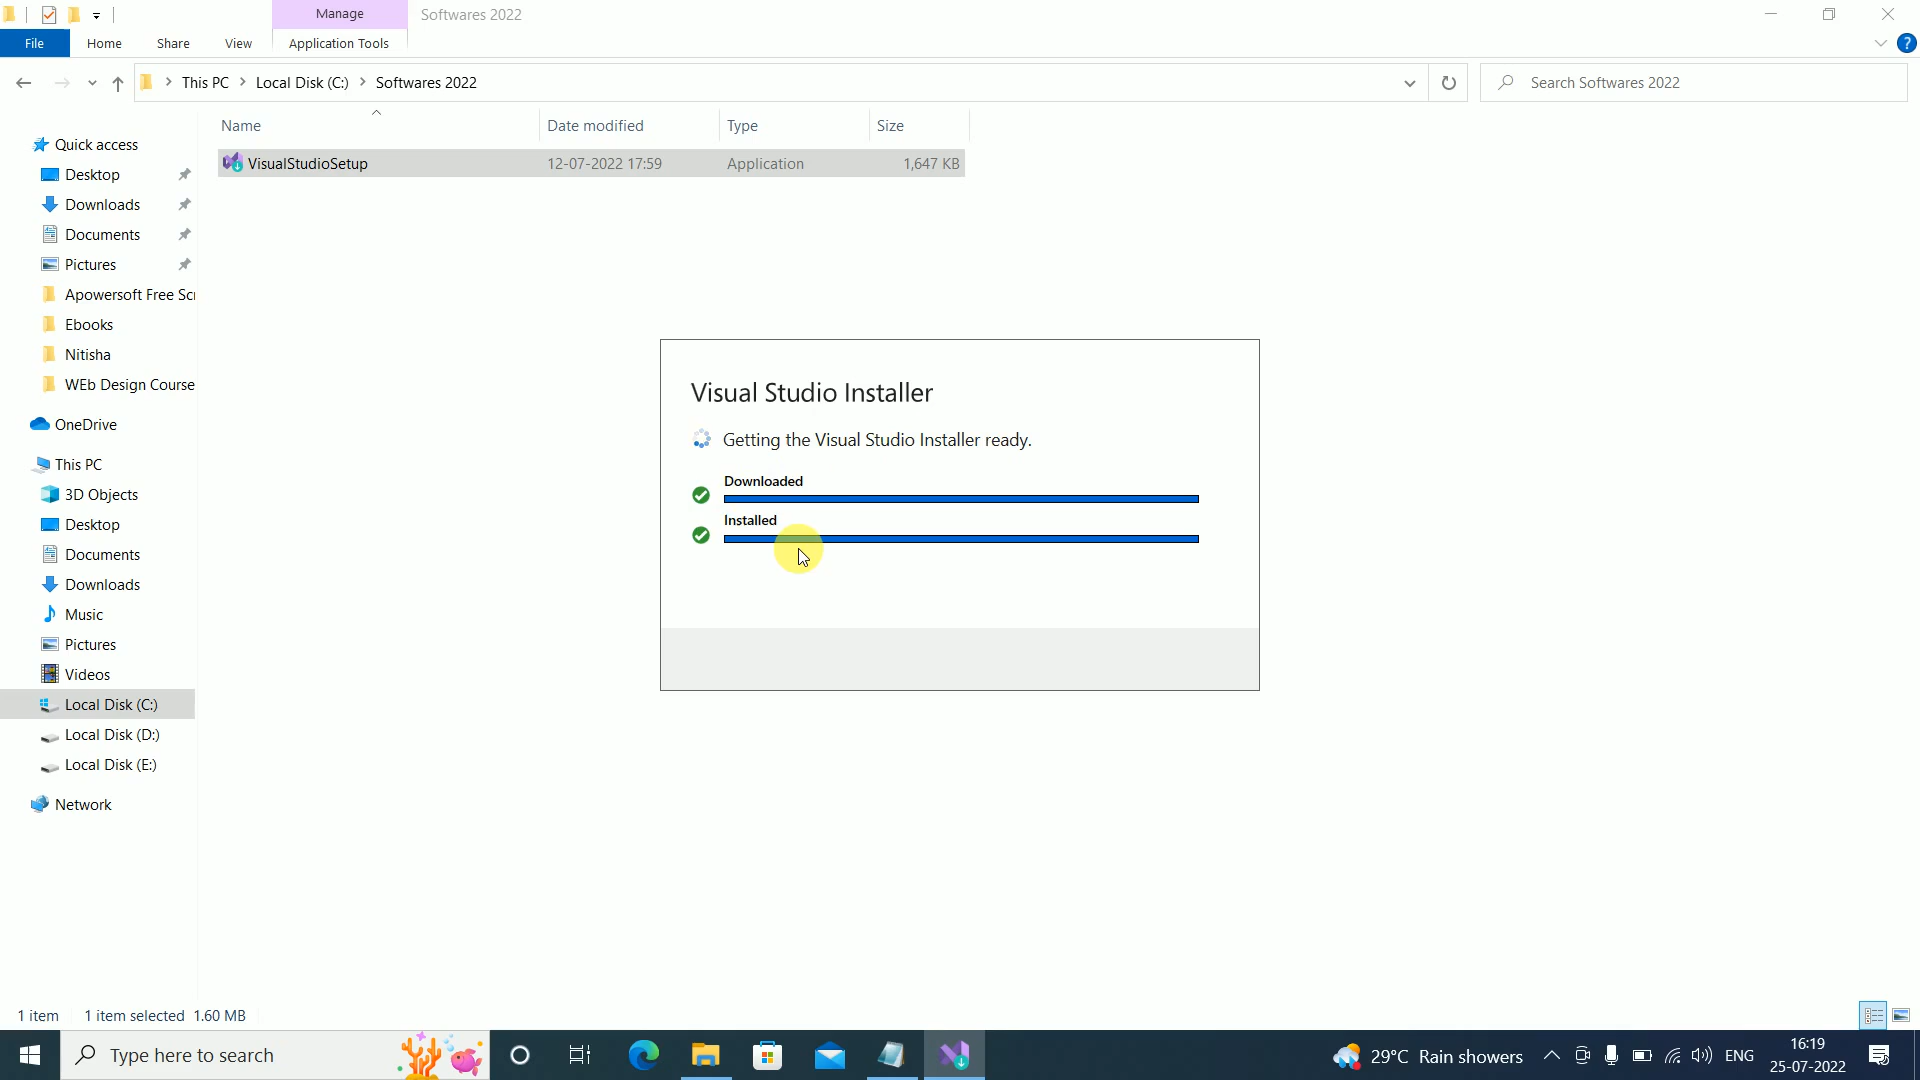 Manage
Softwares 2022
File
Home
Share
View
Application Tools
?
This PC
Local Disk (C:)
Softwares 2022
Search Softwares 2022
Name
Date modified
Type
Size
VisualStudioSetup
12-07-2022 17:59
Application
1,647 KB
Quick access
Desktop
Downloads
Documents
Pictures
Apowersoft Free Scr
Ebooks
Nitisha
WEb Design Course
OneDrive
This PC
3D Objects
Desktop
Documents
Downloads
Music
Pictures
Videos
Local Disk (C:)
Local Disk (D:)
Local Disk (E:)
Network
Visual Studio Installer
Getting the Visual Studio Installer ready.
Downloaded
Installed
1 item
1 item selected 1.60 MB
Type here to search
29°C Rain showers
ENG
16:19
25-07-2022